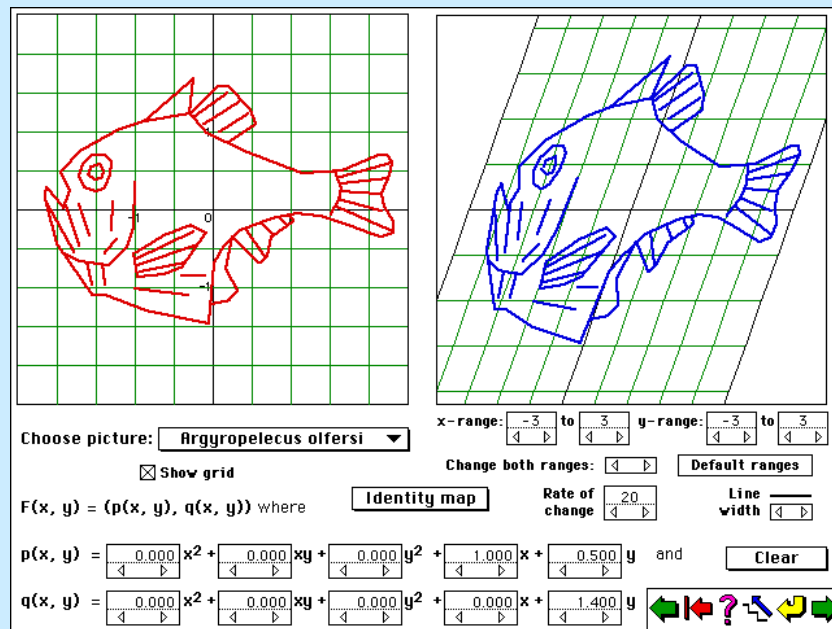 1
-1
0
-1
x-range: -3 to 3 y-range: -3 to 3
Choose picture: Argyropelecus olfersi
Change both ranges: Default ranges
Show grid
Identity map
Rate of change 20
Line width
F(x, y) = (p(x, y), q(x, y)) where
p(x, y) = 0.000 x2 + 0.000 xy + 0.000 y2 + 1.000 x + 0.500 y and
Clear
q(x, y) = 0.000 x2 + 0.000 xy + 0.000 y2 + 0.000 x + 1.400 y
?